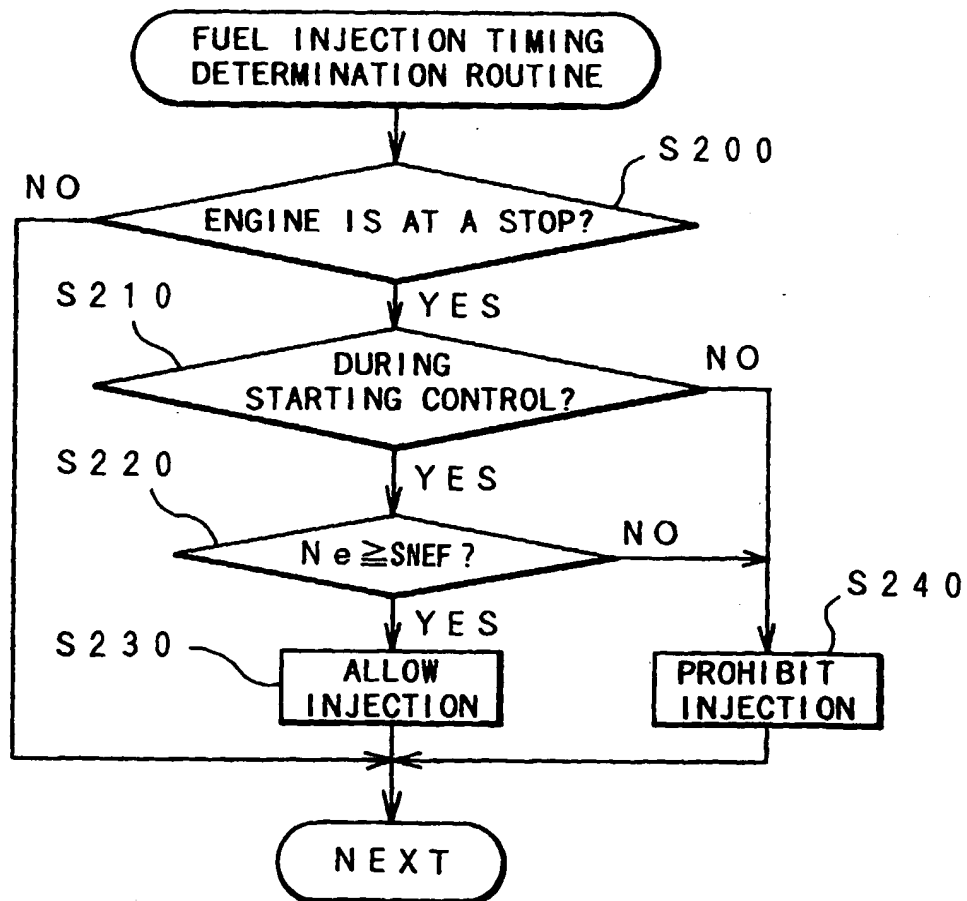 FUEL INJECTION TIMING
DETERMINATION ROUTINE
S200
NO
ENGINE IS AT A STOP?
YES
S210
DURING
STARTING CONTROL?
NO
YES
S220
Ne≧SNEF?
NO
YES
S230
ALLOW
INJECTION
S240
PROHIBIT
INJECTION
NEXT